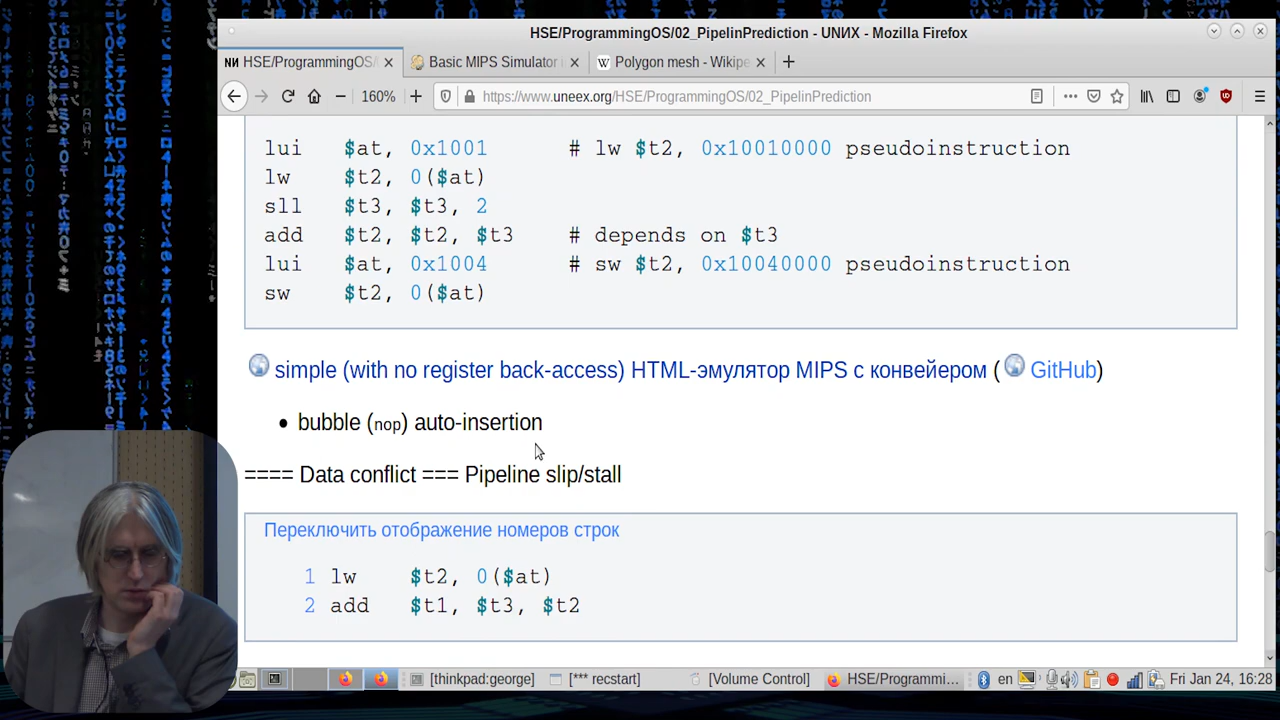 HSE/ProgrammingOS/02_PipelinPrediction - UNИX - Mozilla Firefox
NИ HSE/ProgrammingOS/ Basic MIPS Simulator Polygon mesh - Wikipe
160% https://www.uneex.org/HSE/ProgrammingOS/02_PipelinPrediction
lui $at, 0x1001 # lw $t2, 0x10010000 pseudoinstruction
lw $t2, 0($at)
sll $t3, $t3, 2
add $t2, $t2, $t3 # depends on $t3
lui $at, 0x1004 # sw $t2, 0x10040000 pseudoinstruction
sw $t2, 0($at)
simple (with no register back-access) HTML-эмулятор MIPS с конвейером ( GitHub)
• bubble (nop) auto-insertion
==== Data conflict === Pipeline slip/stall
Переключить отображение номеров строк
1 lw $t2, 0($at)
2 add $t1, $t3, $t2
[thinkpad:george] [*** recstart) [Volume Control] HSE/Programmi... en Fri Jan 24, 16:28